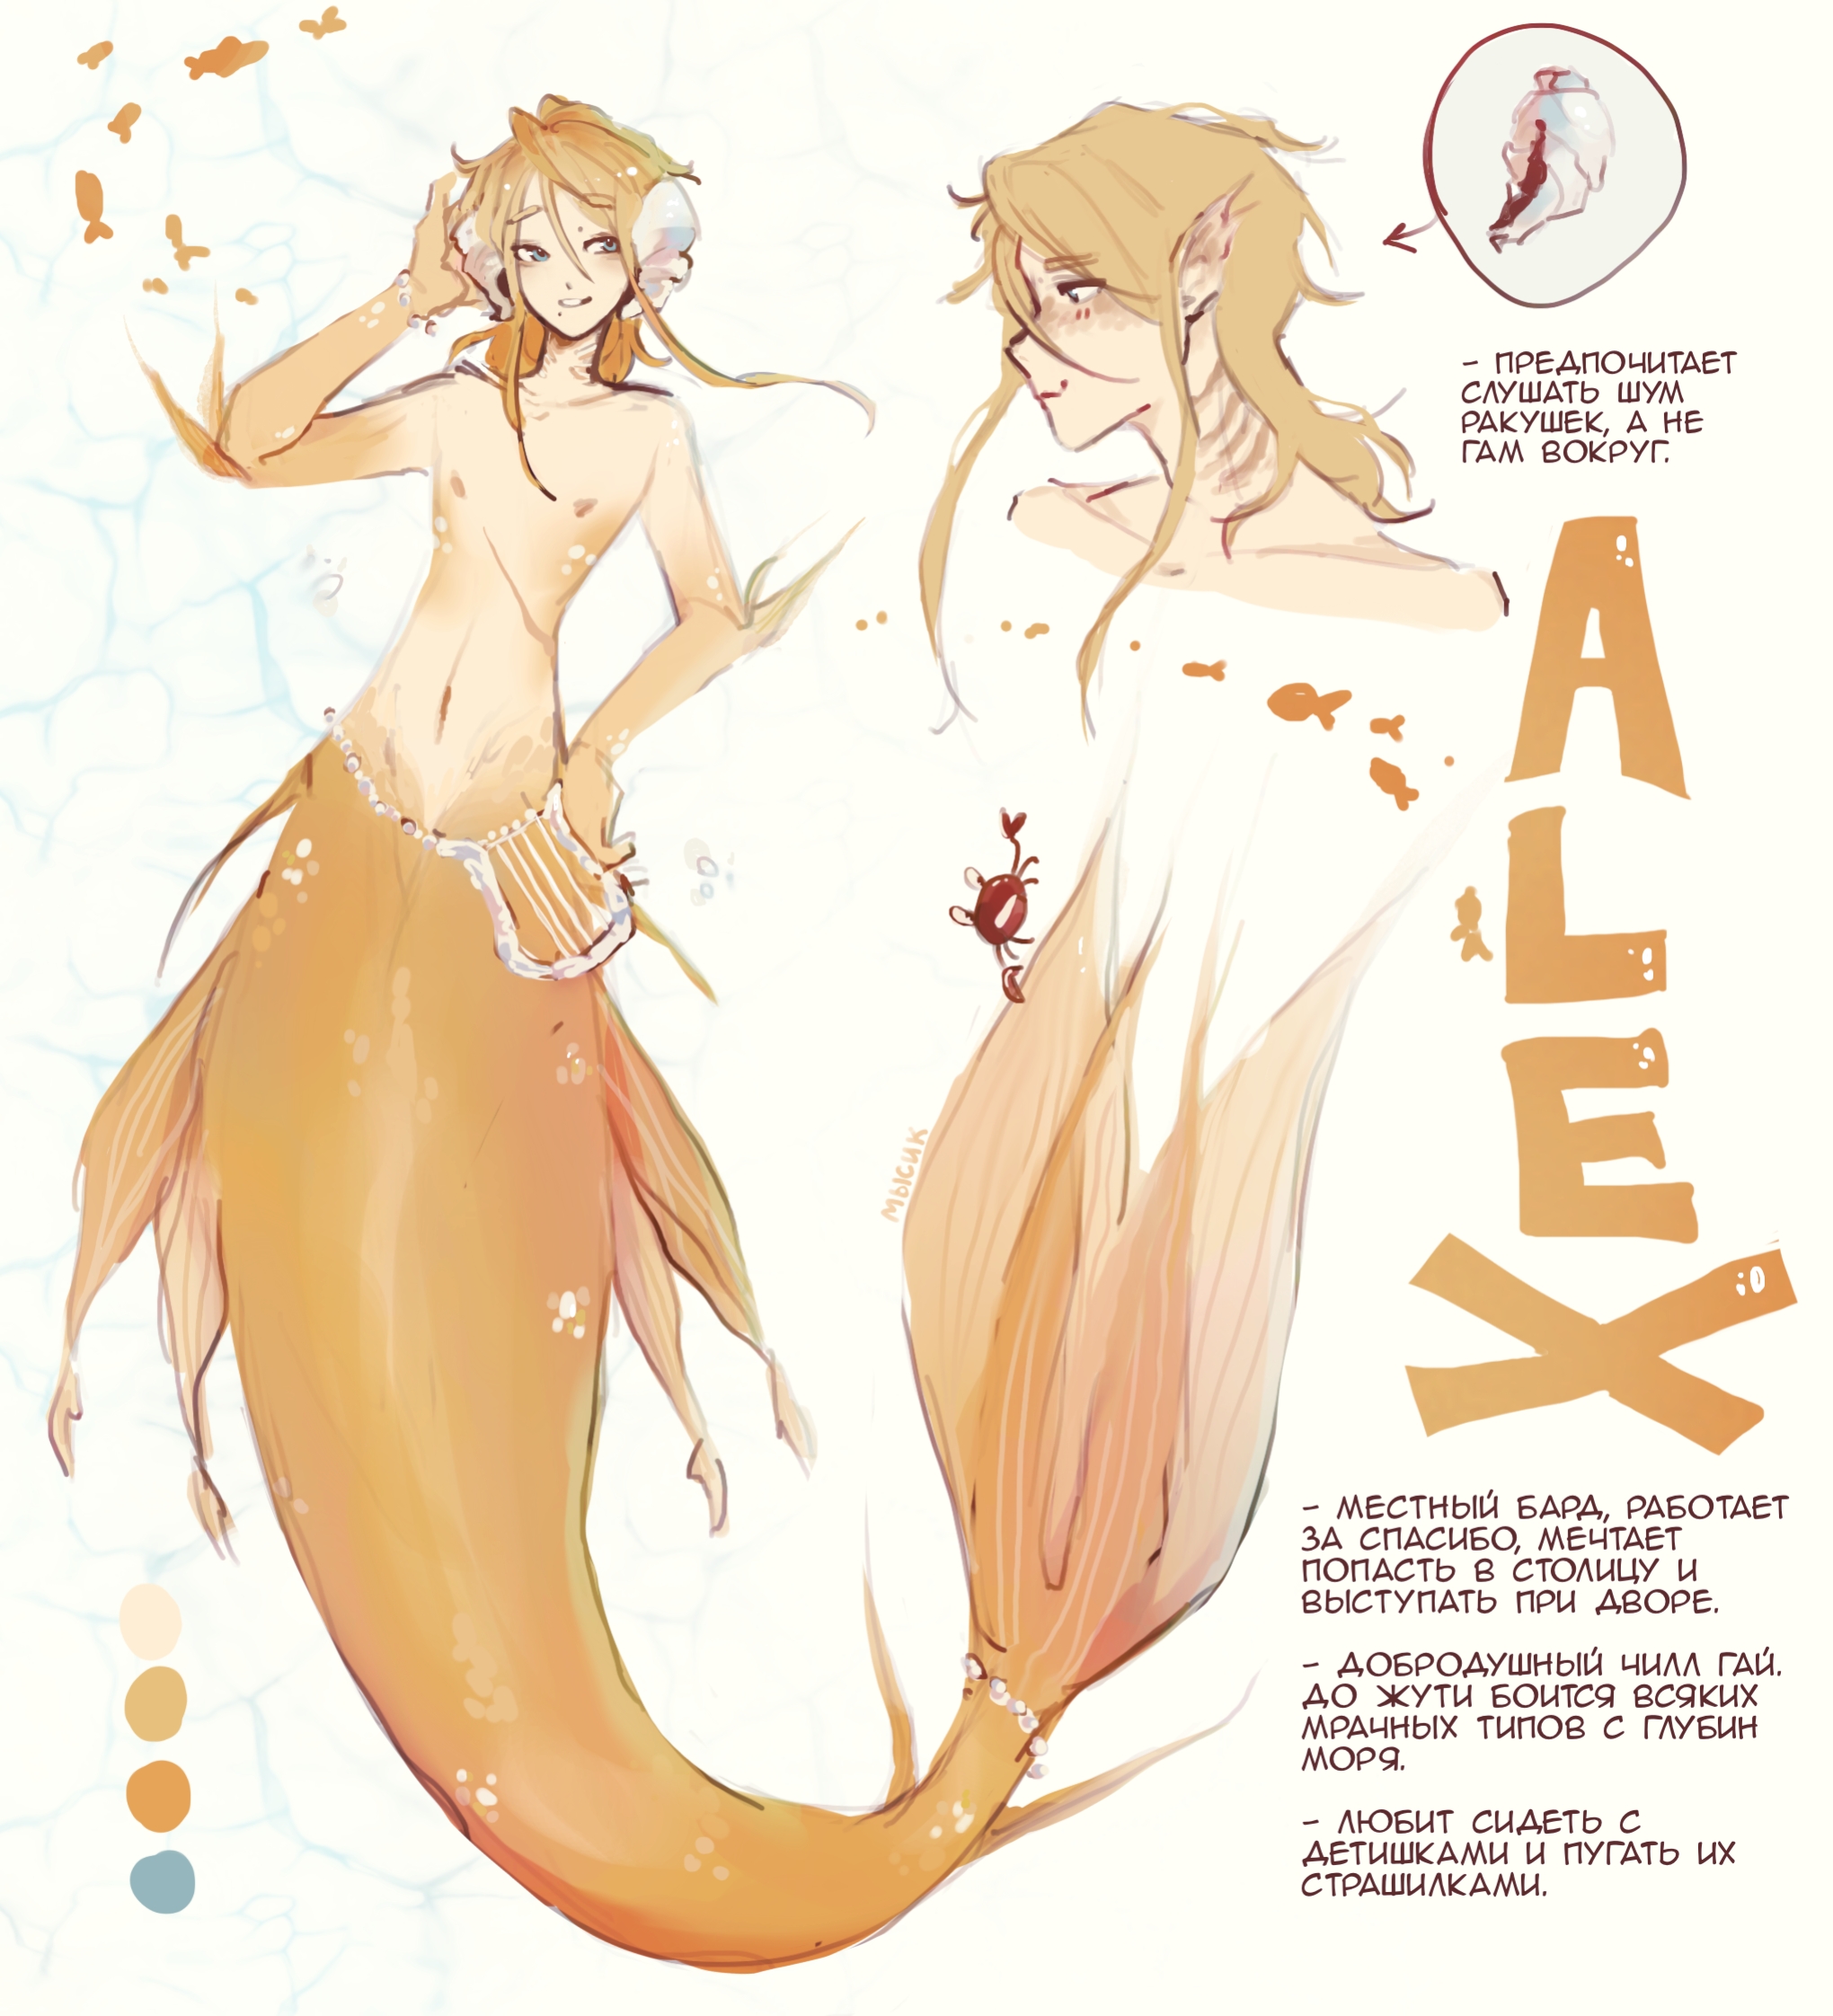 - ПРЕДПОЧИТАЕТ
СЛУШАТЬ ШУМ
РАКУШЕК, А НЕ
ГАМ ВОКРУГ.
A
L
E
X
МЫСИК
- МЕСТНЫЙ БАРД, РАБОТАЕТ
ЗА СПАСИБО, МЕЧТАЕТ
ПОПАСТЬ В СТОЛИЦУ И
ВЫСТУПАТЬ ПРИ ДВОРЕ.
- ДОБРОДУШНЫЙ ЧИЛЛ ГАЙ.
ДО ЖУТИ БОИТСЯ ВСЯКИХ
МРАЧНЫХ ТИПОВ С ГЛУБИН
МОРЯ.
- ЛЮБИТ СИДЕТЬ С
ДЕТИШКАМИ И ПУГАТЬ ИХ
СТРАШИЛКАМИ.